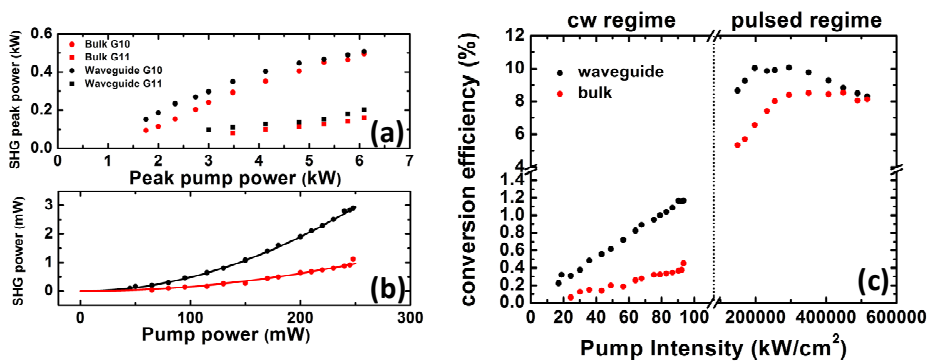 cw regime
pulsed regime
SHG peak power (kW)
0.6
0.4
0.2
0.0
Bulk G10
Bulk G11
Waveguide G10
Waveguide G11
(a)
0 1 2 3 4 5 6 7
Peak pump power (kW)
SHG power (mW)
3
2
1
0
(b)
0 100 200 300
Pump power (mW)
conversion efficiency (%)
12
10
8
6
4
1.4
1.2
1.0
0.8
0.6
0.4
0.2
0.0
waveguide
bulk
(c)
0 20 40 60 80 100 200000 400000 600000
Pump Intensity (kW/cm²)